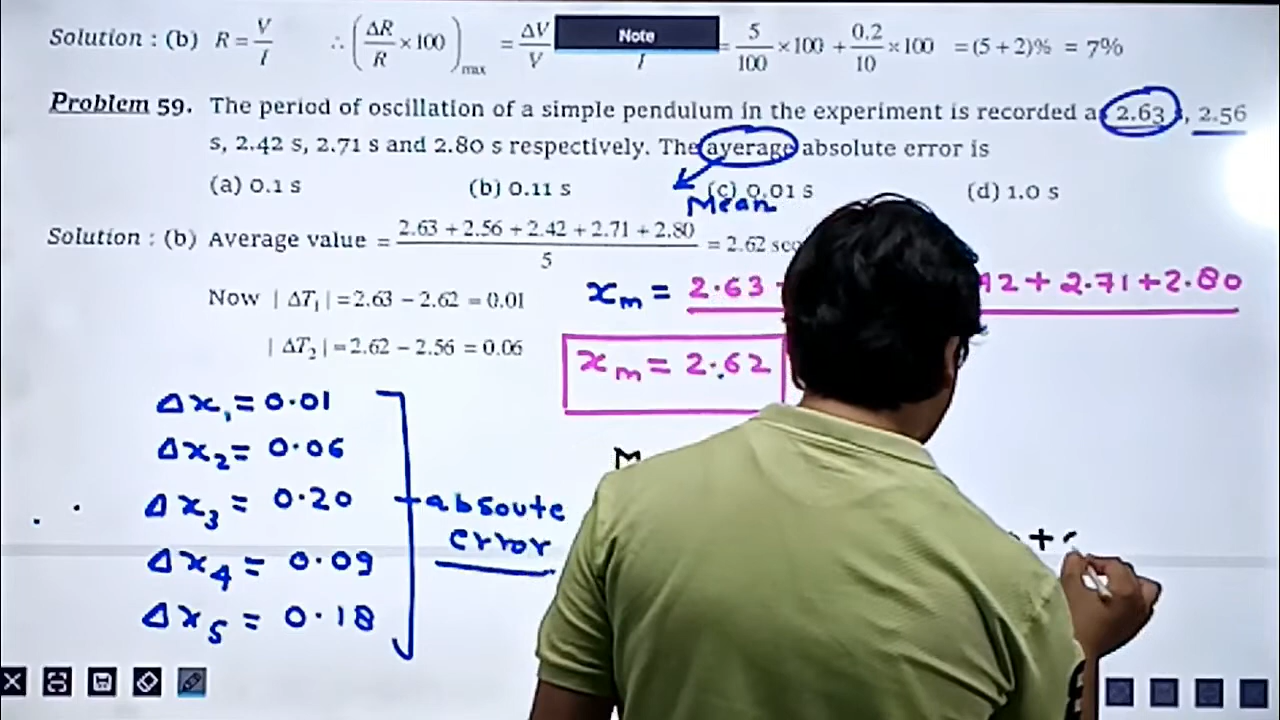 Solution : (b) R = V/I ∴ (ΔR/R × 100)max = ΔV/V Note I = 5/100 × 100 + 0.2/10 × 100 = (5 + 2)% = 7%
Problem 59. The period of oscillation of a simple pendulum in the experiment is recorded a 2.63 s, 2.56
s, 2.42 s, 2.71 s and 2.80 s respectively. The average absolute error is
(a) 0.1 s (b) 0.11 s (c) 0.01 s (d) 1.0 s
Mean
Solution : (b) Average value = 2.63 + 2.56 + 2.42 + 2.71 + 2.80 / 5 = 2.62 sec
Now | ΔT₁ | = 2.63 − 2.62 = 0.01
xm = 2.63 42 + 2.71 + 2.80
| ΔT₂ | = 2.62 − 2.56 = 0.06
xm = 2.62
Δx₁ = 0.01
Δx₂ = 0.06
M
Δx₃ = 0.20
absoute
error
+
Δx₄ = 0.09
Δx₅ = 0.18